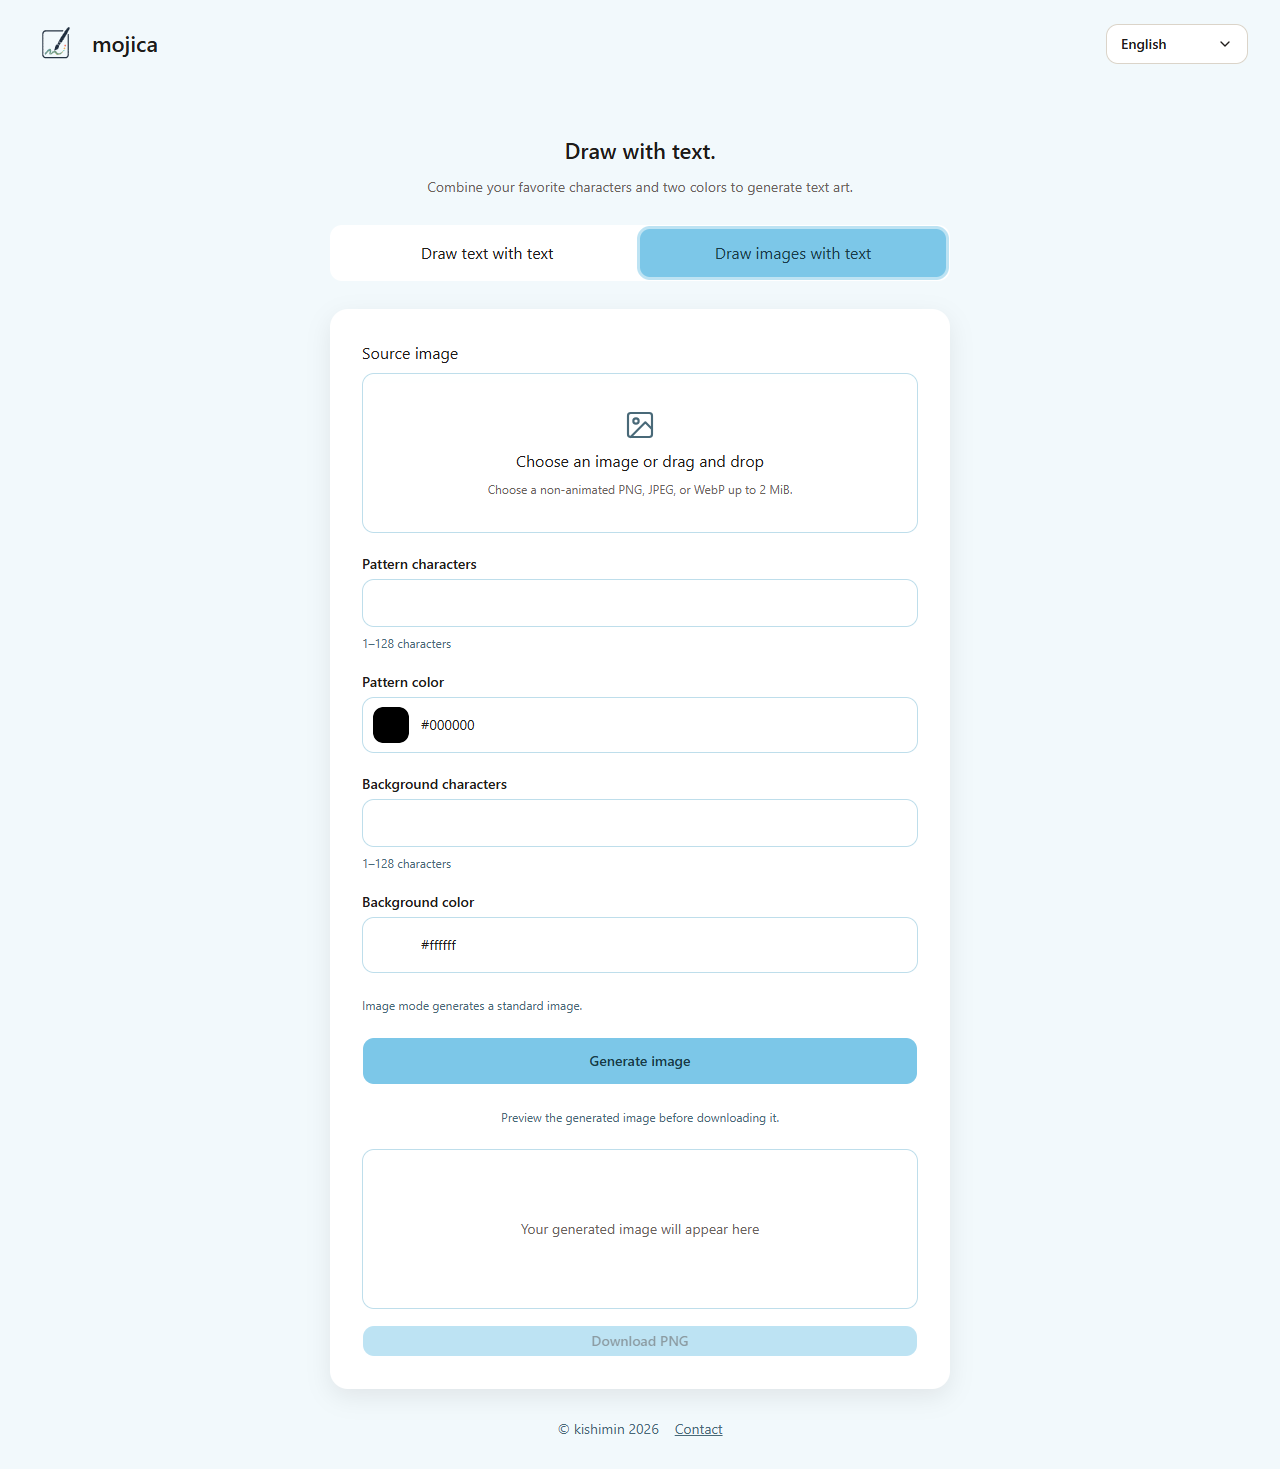 mojica
English
Draw with text.
Combine your favorite characters and two colors to generate text art.
Draw text with text
Draw images with text
Source image
Choose an image or drag and drop
Choose a non-animated PNG, JPEG, or WebP up to 2 MiB.
Pattern characters
1–128 characters
Pattern color
#000000
Background characters
1–128 characters
Background color
#ffffff
Image mode generates a standard image.
Generate image
Preview the generated image before downloading it.
Your generated image will appear here
Download PNG
© kishimin 2026 Contact